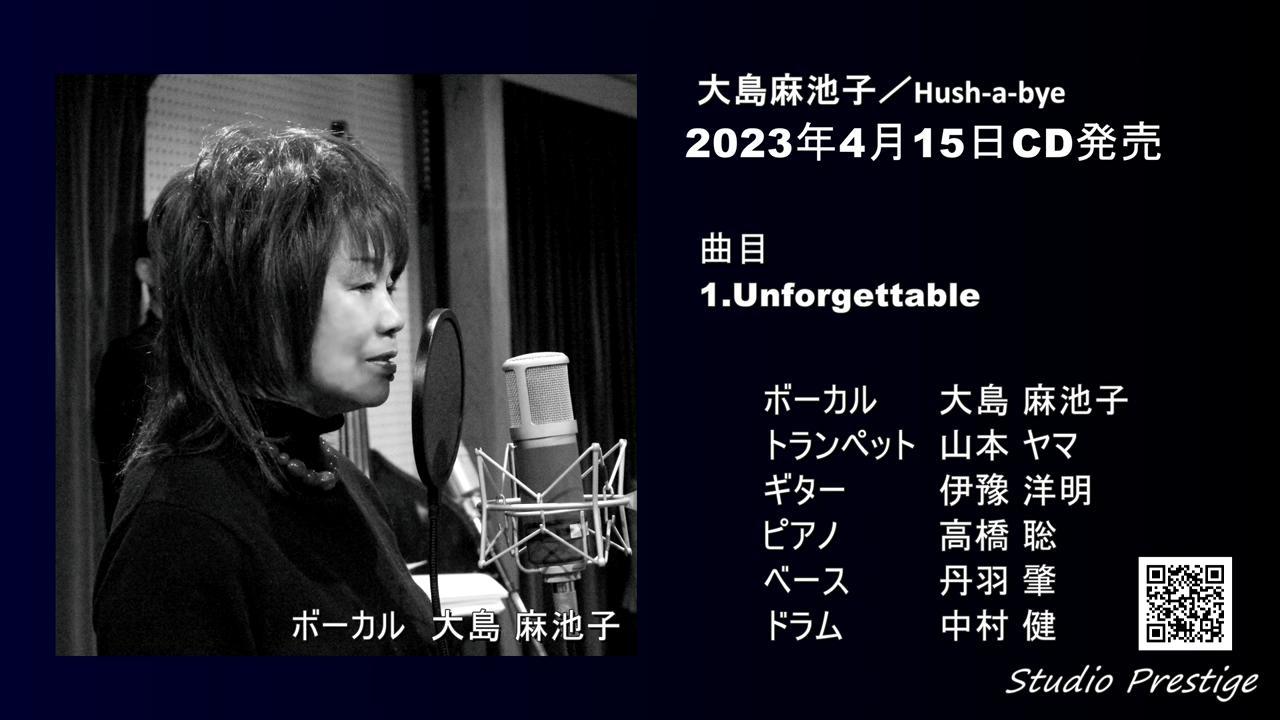 大島麻池子／Hush-a-bye
2023年4月15日CD発売
曲目
1.Unforgettable
ボーカル 大島 麻池子
トランペット 山本 ヤマ
ギター 伊豫 洋明
ピアノ 高橋 聡
ベース 丹羽 肇
ドラム 中村 健
ボーカル 大島 麻池子
Studio Prestige